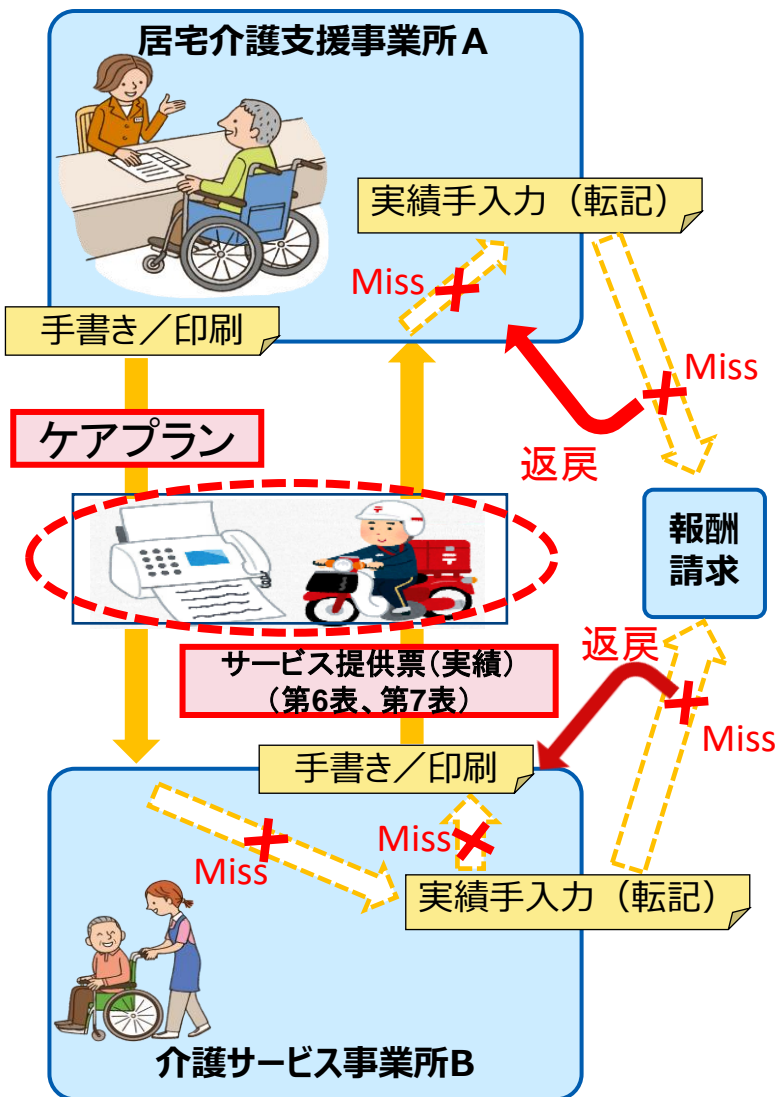 居宅介護支援事業所A
実績手入力（転記）
Miss
手書き／印刷
Miss
ケアプラン
返戻
報酬
請求
サービス提供票（実績）
（第6表、第7表）
返戻
Miss
手書き／印刷
Miss
Miss
実績手入力（転記）
介護サービス事業所B